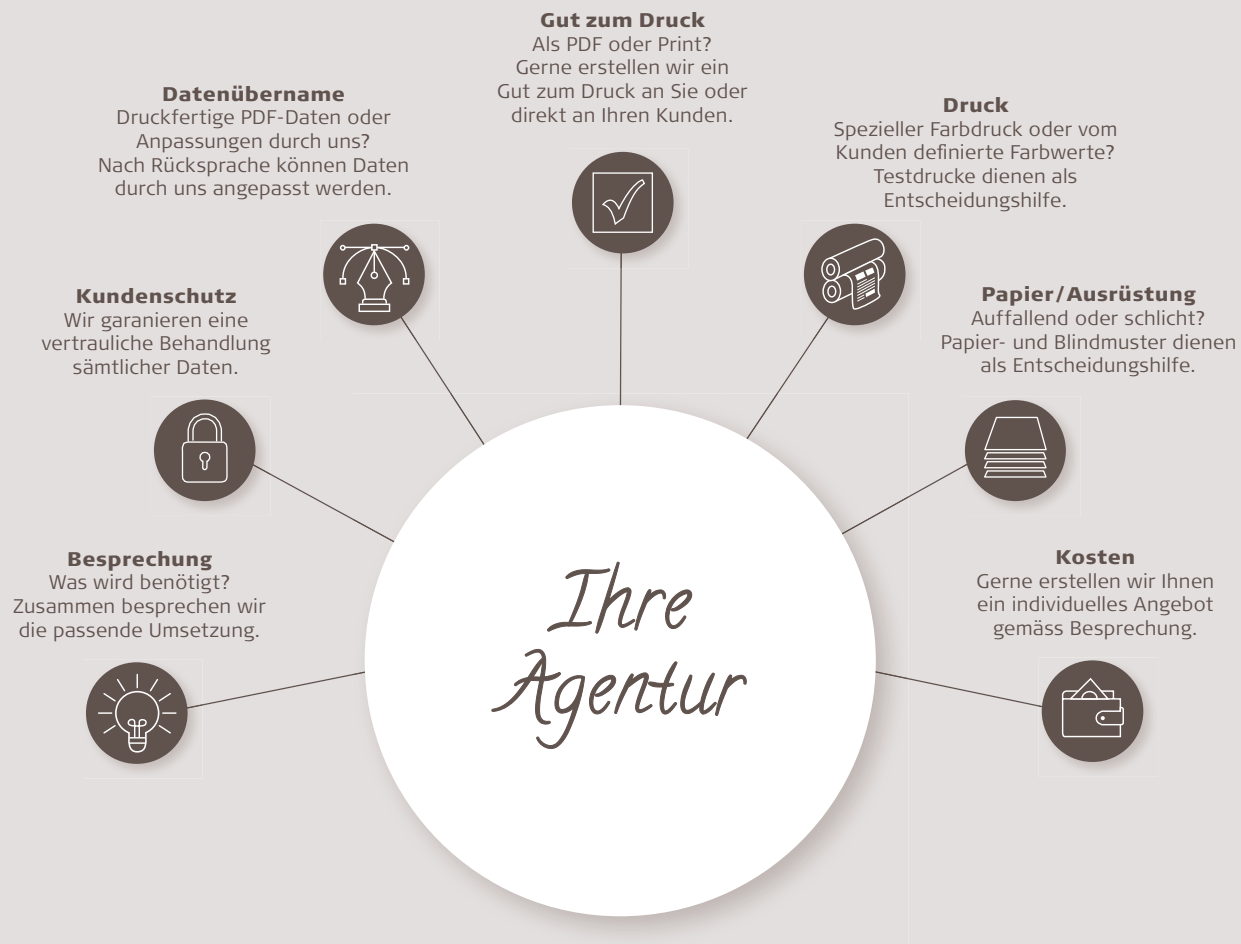 Gut zum Druck
Als PDF oder Print?
Gerne erstellen wir ein
Gut zum Druck an Sie oder
direkt an Ihren Kunden.
Datenübername
Druckfertige PDF-Daten oder
Anpassungen durch uns?
Nach Rücksprache können Daten
durch uns angepasst werden.
Druck
Spezieller Farbdruck oder vom
Kunden definierte Farbwerte?
Testdrucke dienen als
Entscheidungshilfe.
Kundenschutz
Wir garanieren eine
vertrauliche Behandlung
sämtlicher Daten.
Papier/Ausrüstung
Auffallend oder schlicht?
Papier- und Blindmuster dienen
als Entscheidungshilfe.
Besprechung
Was wird benötigt?
Zusammen besprechen wir
die passende Umsetzung.
Kosten
Gerne erstellen wir Ihnen
ein individuelles Angebot
gemäss Besprechung.
Ihre
Agentur